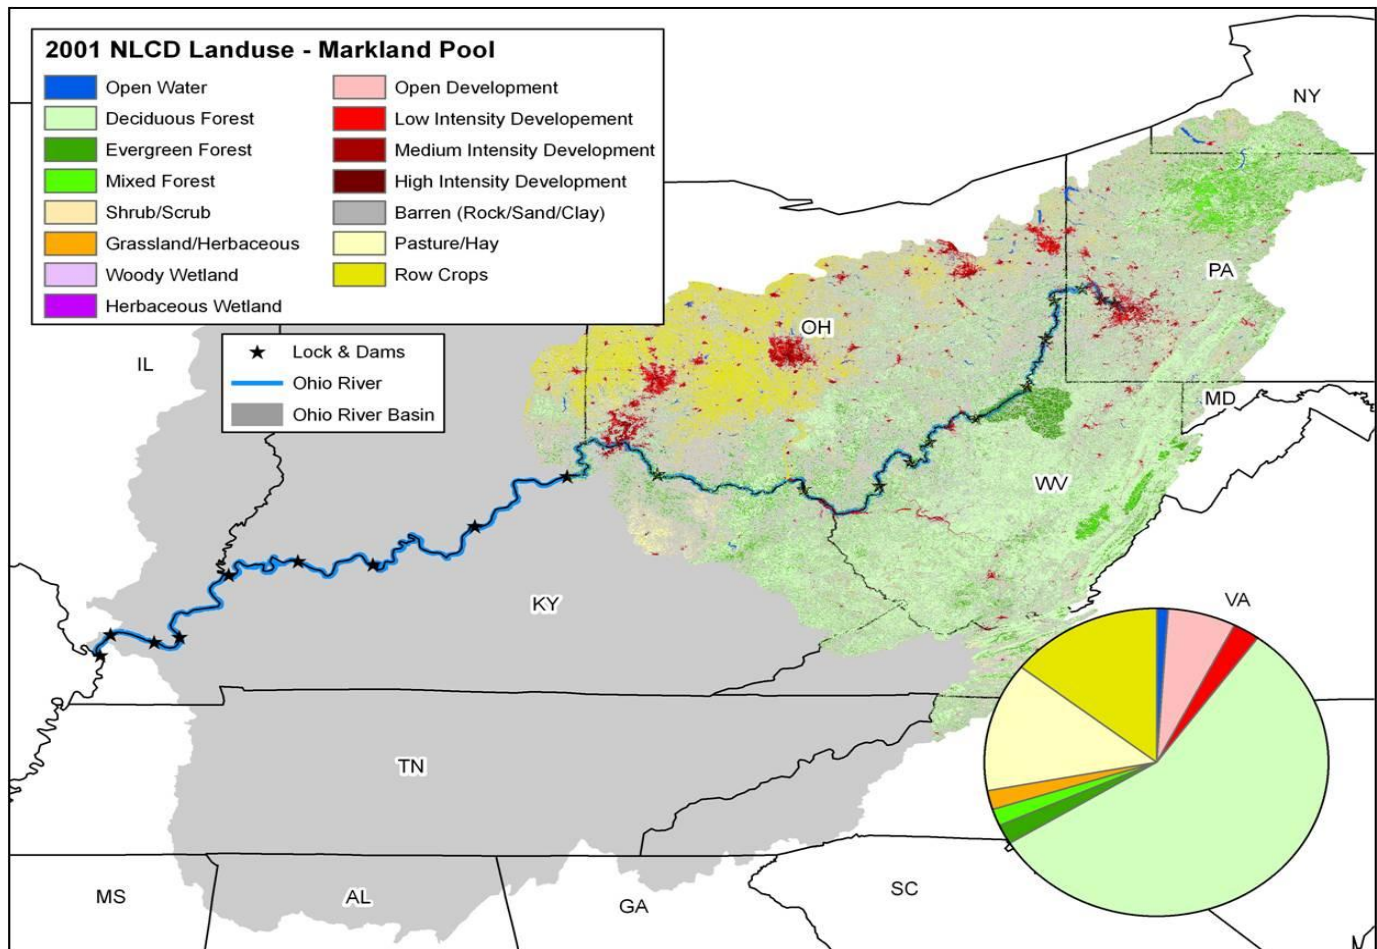 2001 NLCD Landuse - Markland Pool
Open Water
Deciduous Forest
Evergreen Forest
Mixed Forest
Shrub/Scrub
Grassland/Herbaceous
Woody Wetland
Herbaceous Wetland
Open Development
Low Intensity Developement
Medium Intensity Development
High Intensity Development
Barren (Rock/Sand/Clay)
Pasture/Hay
Row Crops
Lock & Dams
Ohio River
Ohio River Basin
NY
PA
OH
IL
MD
WV
KY
VA
TN
MS
AL
GA
SC